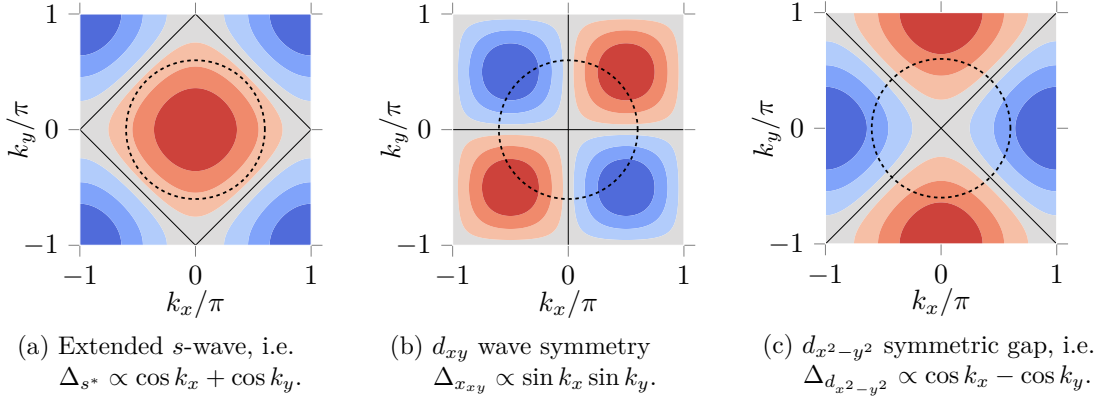 1
0
−1
k_y/π
−1
0
1
k_x/π
1
0
−1
k_y/π
−1
0
1
k_x/π
1
0
−1
k_y/π
−1
0
1
k_x/π
(a) Extended s-wave, i.e.
Δ_{s*} ∝ cos k_x + cos k_y.
(b) d_{xy} wave symmetry
Δ_{x_{xy}} ∝ sin k_x sin k_y.
(c) d_{x²−y²} symmetric gap, i.e.
Δ_{d_{x²−y²}} ∝ cos k_x − cos k_y.